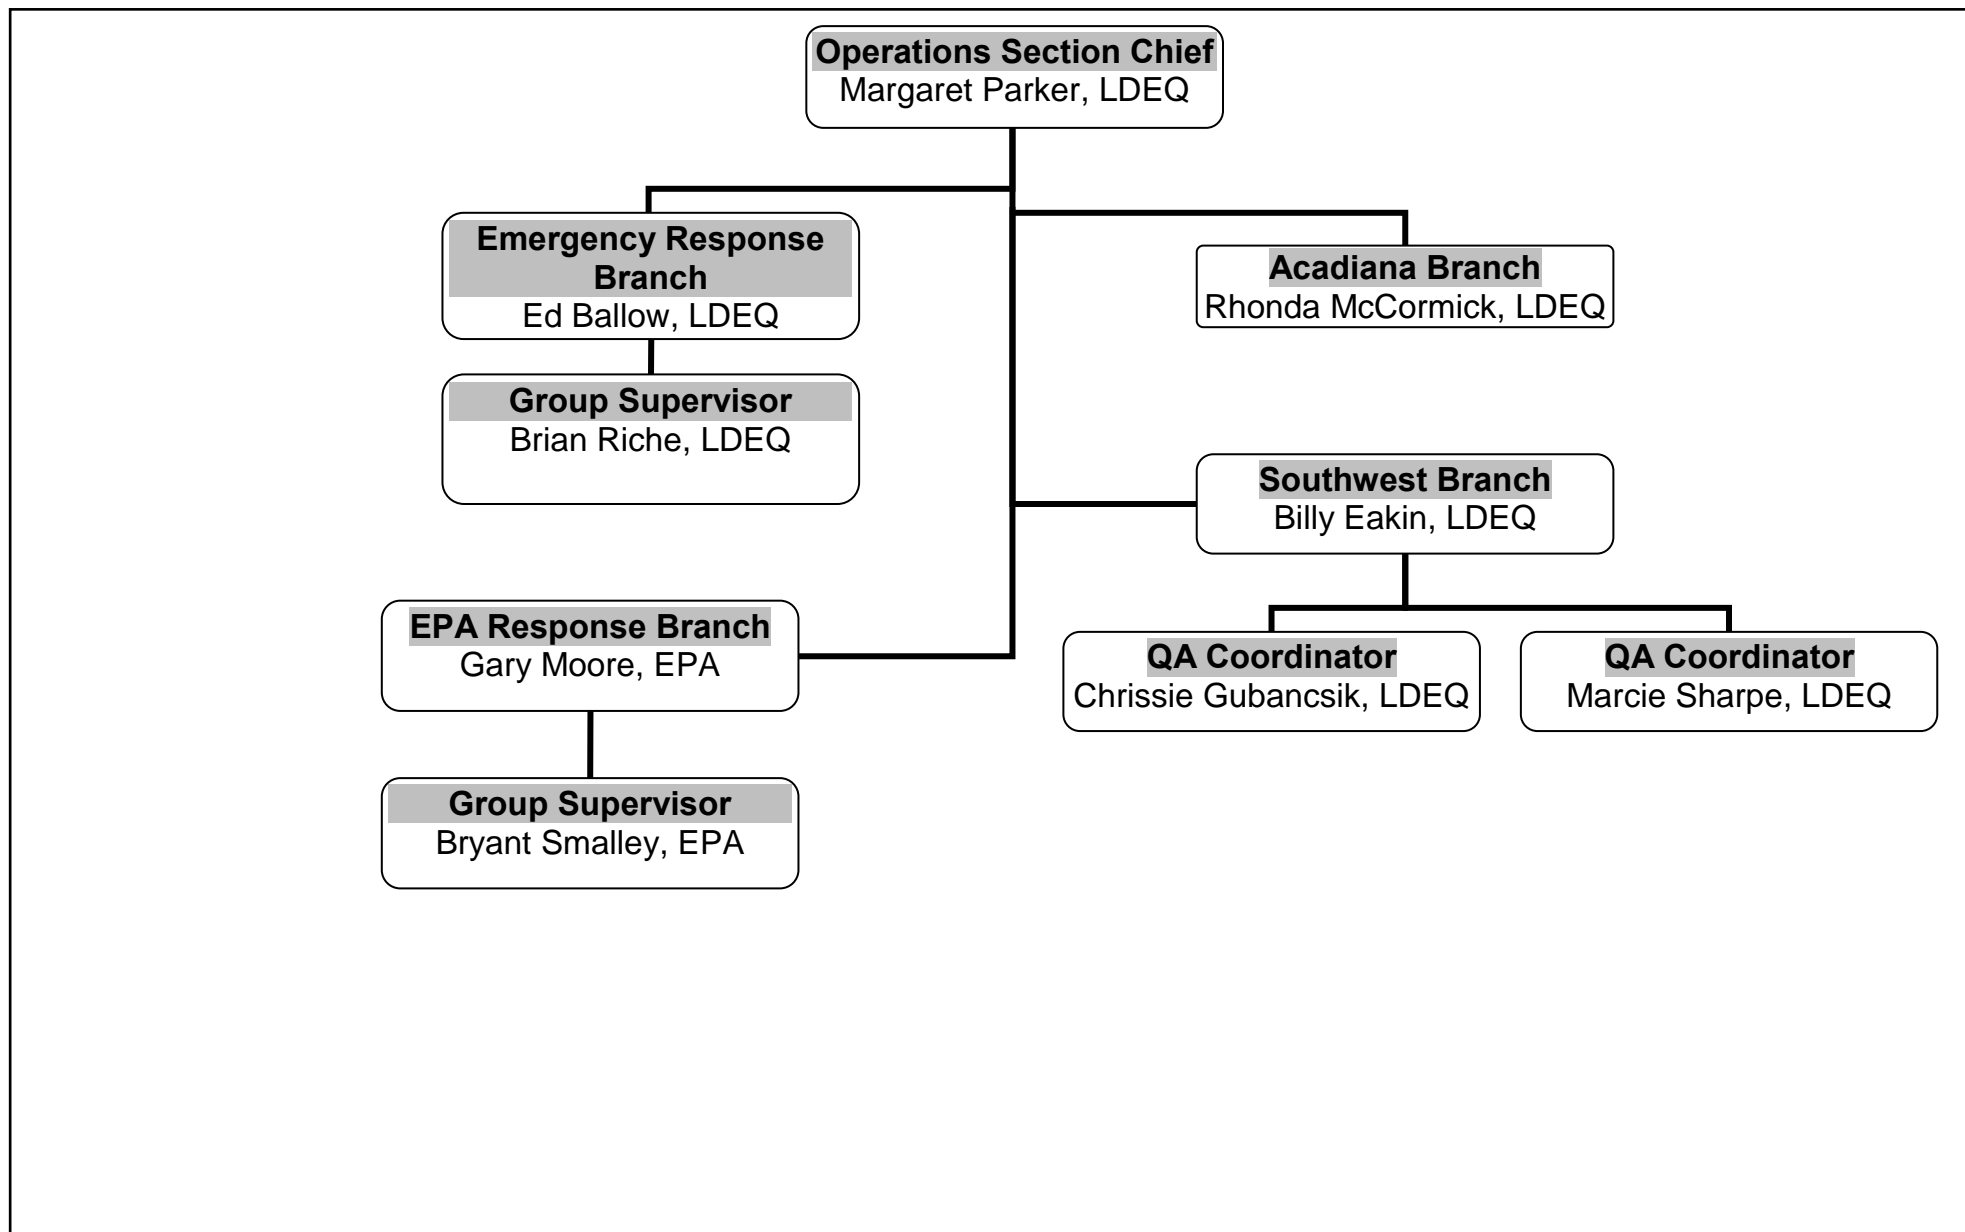 Operations Section Chief
Margaret Parker, LDEQ
Emergency Response
Branch
Ed Ballow, LDEQ
Acadiana Branch
Rhonda McCormick, LDEQ
Group Supervisor
Brian Riche, LDEQ
Southwest Branch
Billy Eakin, LDEQ
EPA Response Branch
Gary Moore, EPA
QA Coordinator
Chrissie Gubancsik, LDEQ
QA Coordinator
Marcie Sharpe, LDEQ
Group Supervisor
Bryant Smalley, EPA